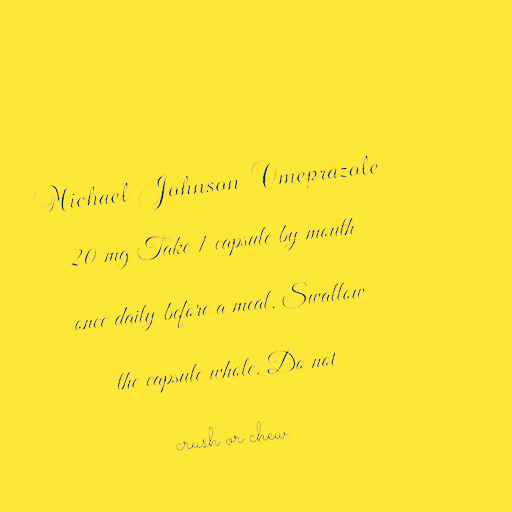 Michael Johnson Omeprazole
20 mg Take 1 capsule by mouth
once daily before a meal. Swallow
the capsule whole. Do not
crush or chew.